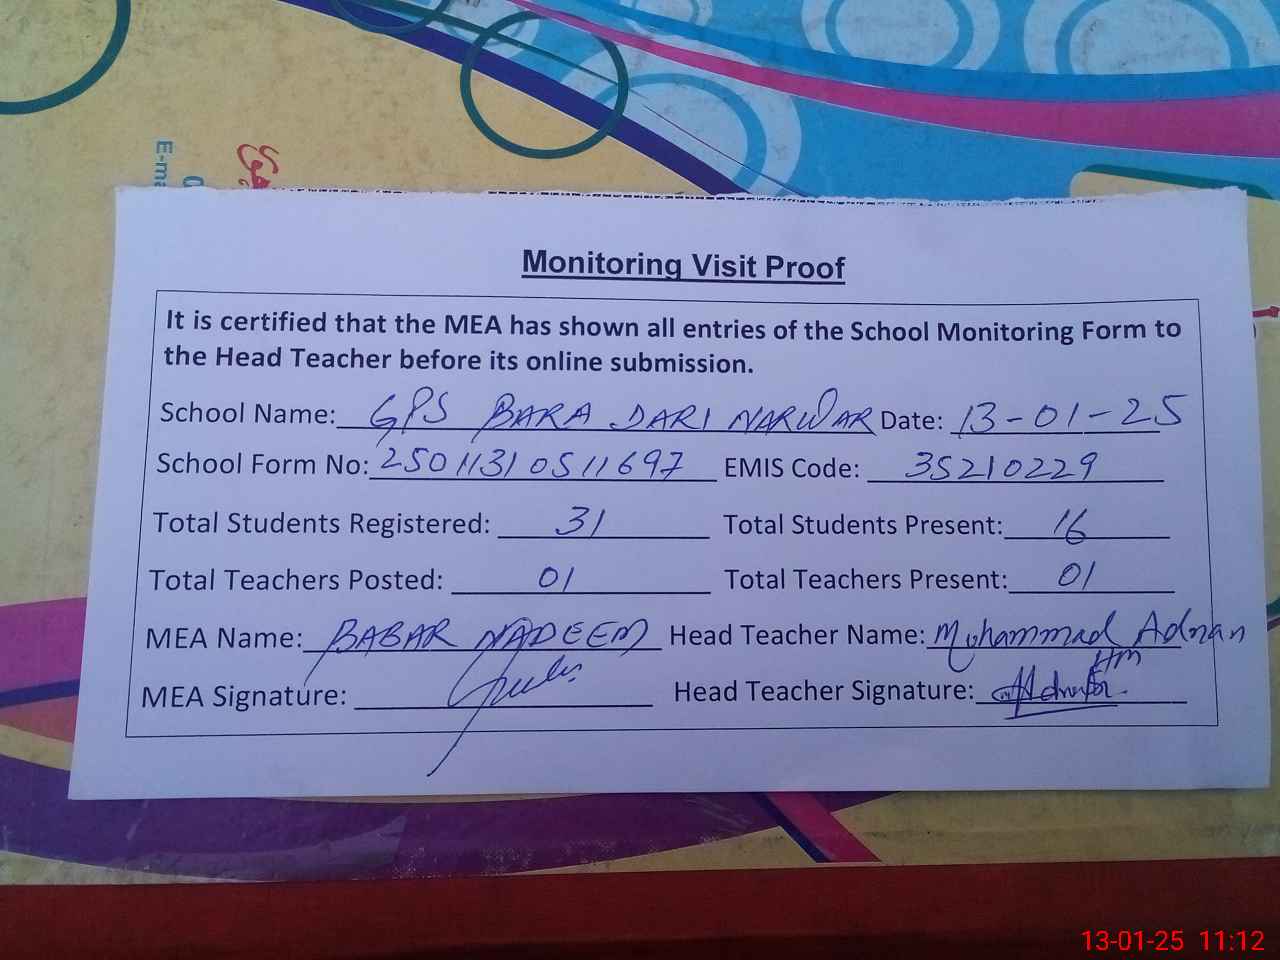 E-ma
Monitoring Visit Proof
It is certified that the MEA has shown all entries of the School Monitoring Form to
the Head Teacher before its online submission.
School Name: GPS BARA DARI NARWAR Date: 13-01-25
School Form No: 25011310511697 EMIS Code: 35210229
Total Students Registered: 31 Total Students Present: 16
Total Teachers Posted: 01 Total Teachers Present: 01
MEA Name: BABAR NADEEM Head Teacher Name: Muhammad Adnan
HM
MEA Signature: Head Teacher Signature:
13-01-25 11:12